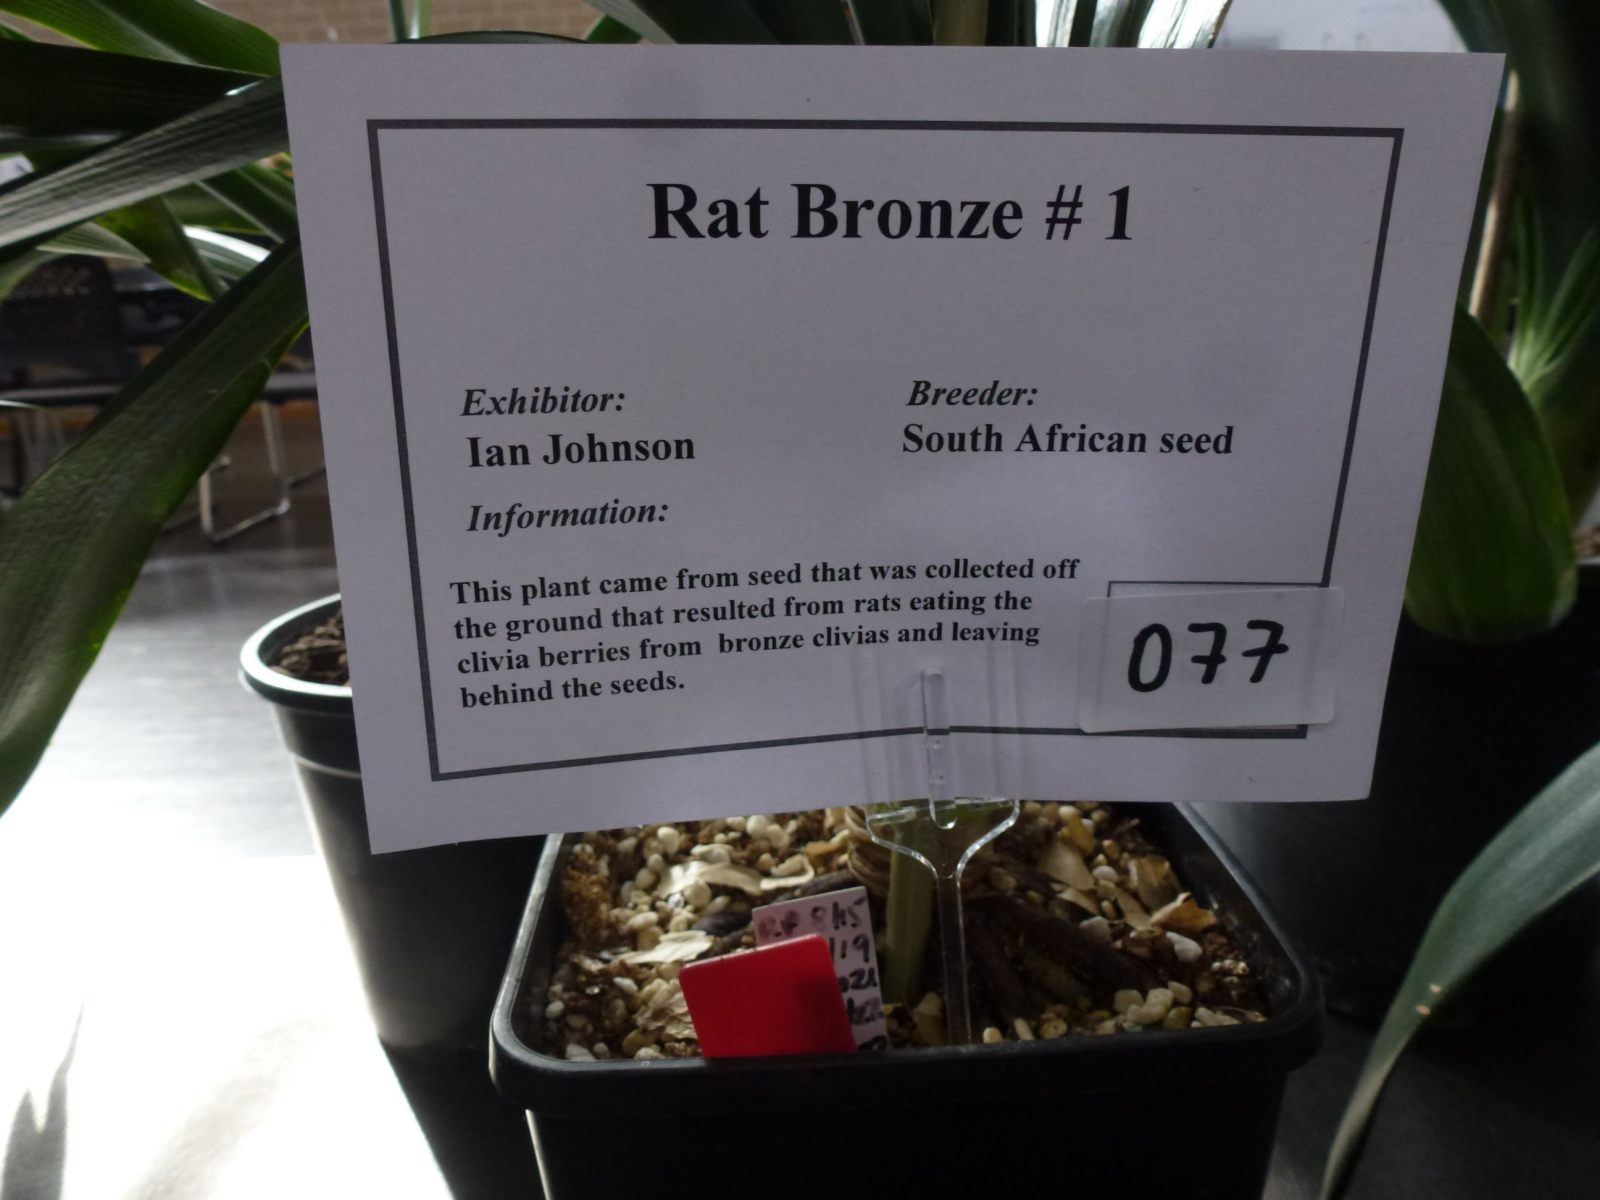 Rat Bronze # 1
Exhibitor:
Ian Johnson
Breeder:
South African seed
Information:
This plant came from seed that was collected off
the ground that resulted from rats eating the
clivia berries from bronze clivias and leaving
behind the seeds.
077